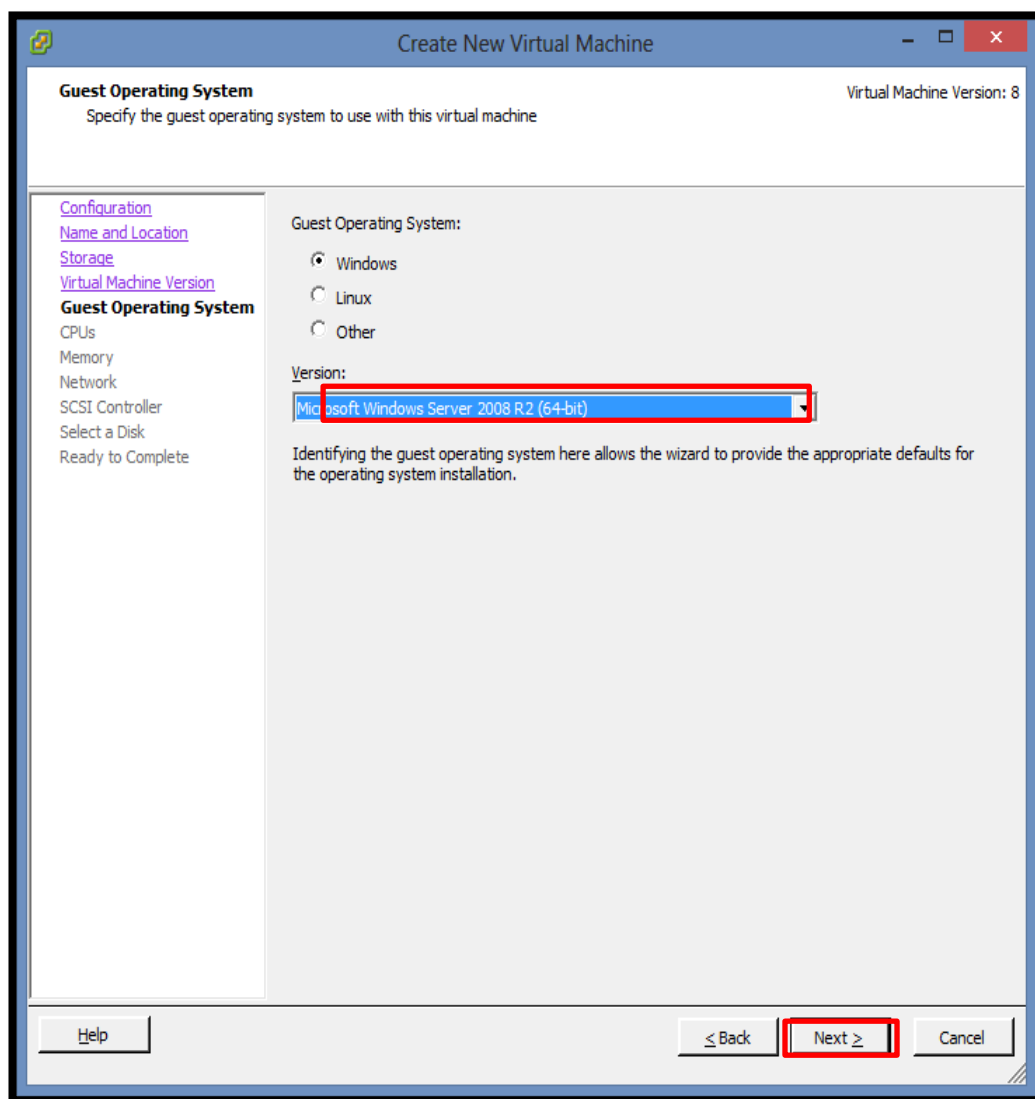 Create New Virtual Machine
Guest Operating System
Virtual Machine Version: 8
Specify the guest operating system to use with this virtual machine
Configuration
Name and Location
Storage
Virtual Machine Version
Guest Operating System
CPUs
Memory
Network
SCSI Controller
Select a Disk
Ready to Complete
Guest Operating System:
Windows
Linux
Other
Version:
Microsoft Windows Server 2008 R2 (64-bit)
Identifying the guest operating system here allows the wizard to provide the appropriate defaults for
the operating system installation.
Help
< Back
Next >
Cancel